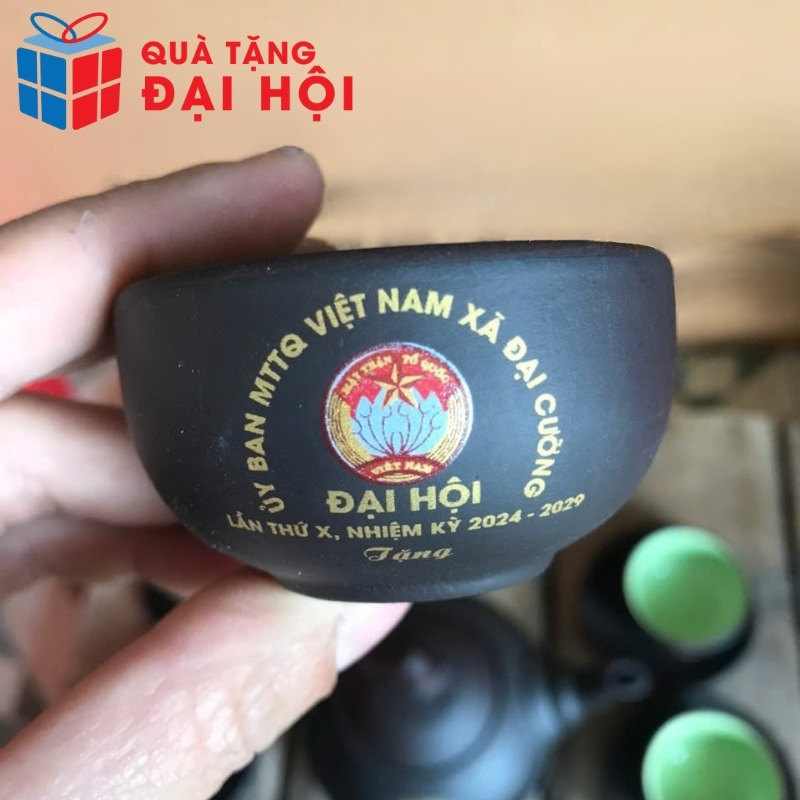 QUÀ TẶNG
ĐẠI HỘI
ỦY BAN MTTQ VIỆT NAM XÃ ĐẠI CƯỜNG
MẶT TRẬN TỔ QUỐC
VIỆT NAM
ĐẠI HỘI
LẦN THỨ X, NHIỆM KỲ 2024 - 2029
Tặng